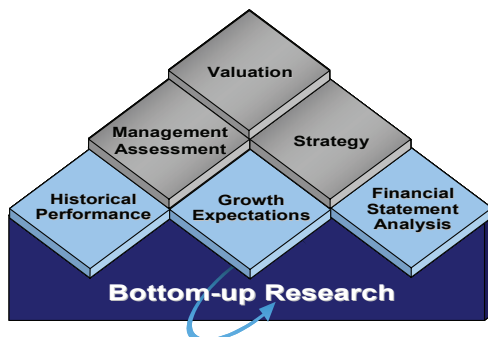 Valuation
Management
Assessment
Strategy
Historical
Performance
Growth
Expectations
Financial
Statement
Analysis
Bottom-up Research